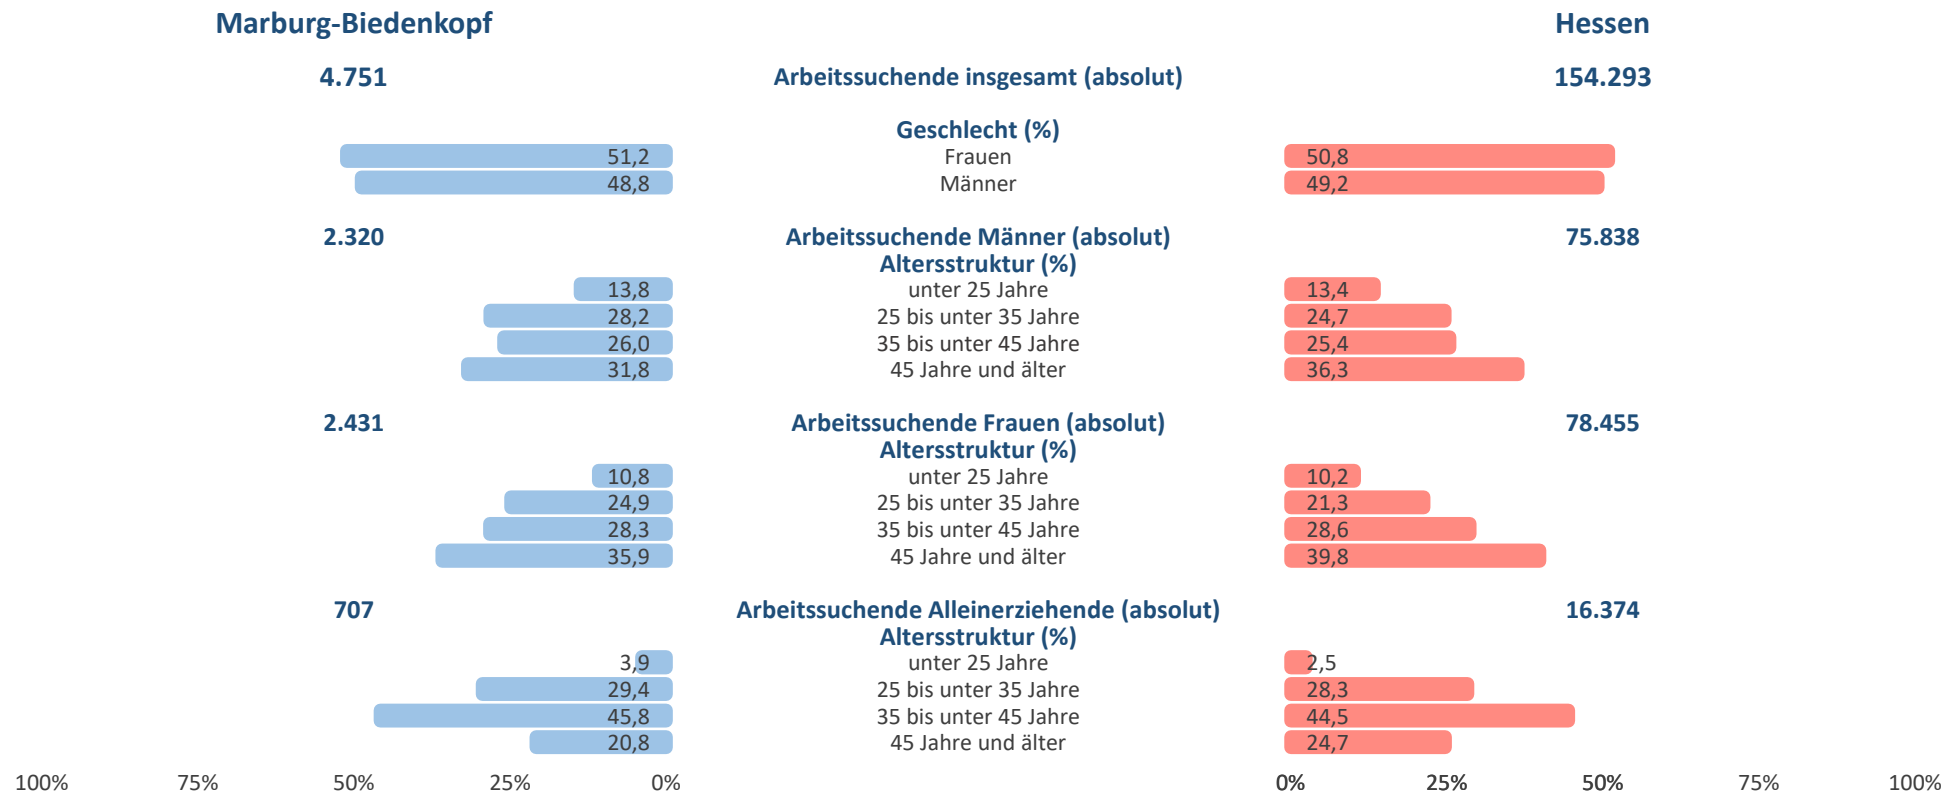 Marburg-Biedenkopf Hessen
4.751 Arbeitssuchende insgesamt (absolut) 154.293
Geschlecht (%)
51,2 Frauen 50,8
48,8 Männer 49,2
2.320 Arbeitssuchende Männer (absolut) 75.838
Altersstruktur (%)
13,8 unter 25 Jahre 13,4
28,2 25 bis unter 35 Jahre 24,7
26,0 35 bis unter 45 Jahre 25,4
31,8 45 Jahre und älter 36,3
2.431 Arbeitssuchende Frauen (absolut) 78.455
Altersstruktur (%)
10,8 unter 25 Jahre 10,2
24,9 25 bis unter 35 Jahre 21,3
28,3 35 bis unter 45 Jahre 28,6
35,9 45 Jahre und älter 39,8
707 Arbeitssuchende Alleinerziehende (absolut) 16.374
Altersstruktur (%)
3,9 unter 25 Jahre 2,5
29,4 25 bis unter 35 Jahre 28,3
45,8 35 bis unter 45 Jahre 44,5
20,8 45 Jahre und älter 24,7
100% 75% 50% 25% 0% 0% 25% 50% 75% 100%